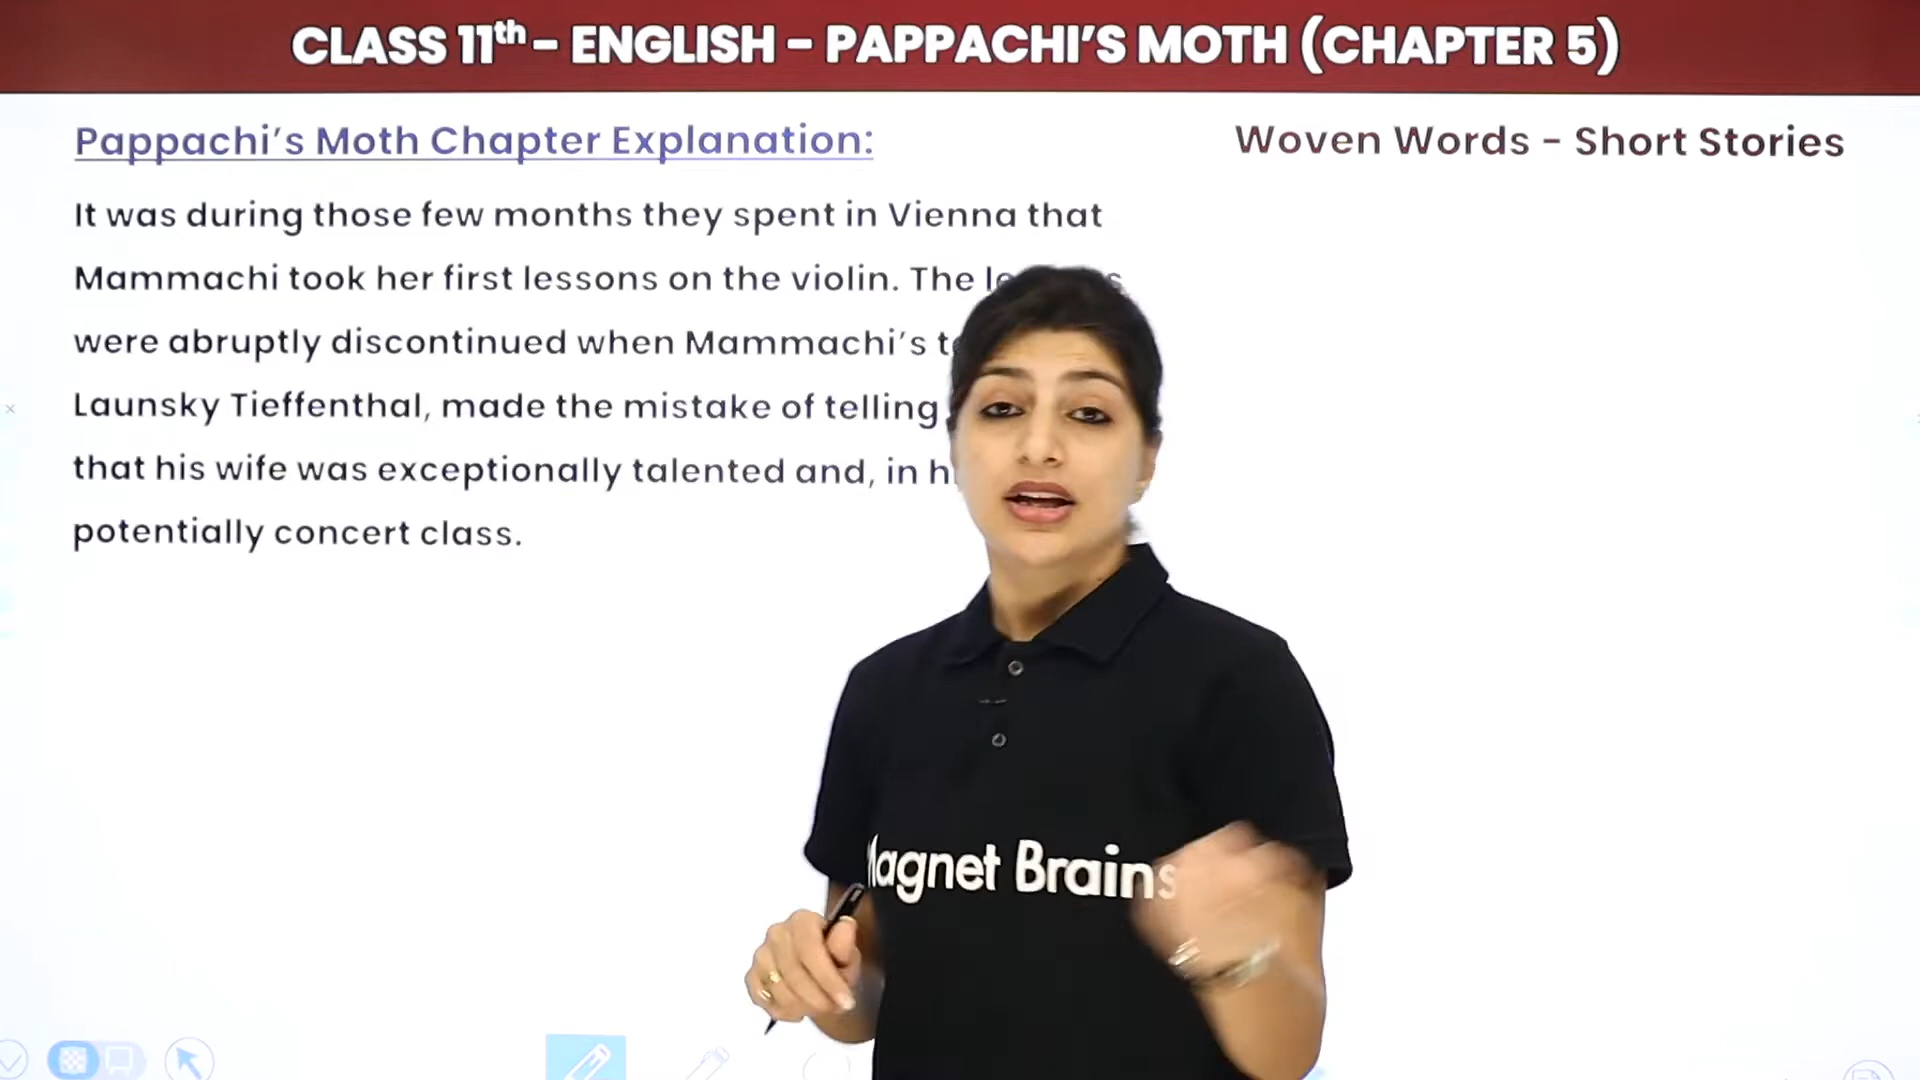 CLASS 11th – ENGLISH – PAPPACHI'S MOTH (CHAPTER 5)
Pappachi's Moth Chapter Explanation:
Woven Words – Short Stories
It was during those few months they spent in Vienna that
Mammachi took her first lessons on the violin. The
were abruptly discontinued when Mammachi's
Launsky Tieffenthal, made the mistake of telling
that his wife was exceptionally talented and, in
potentially concert class.
Brains